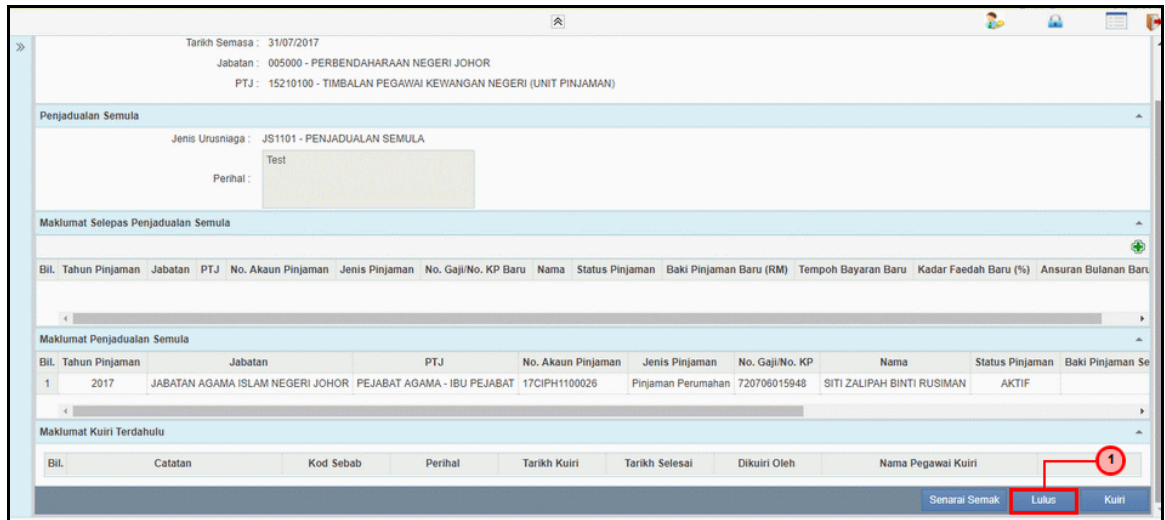 Tarikh Semasa : 31/07/2017
Jabatan : 005000 - PERBENDAHARAAN NEGERI JOHOR
PTJ : 15210100 - TIMBALAN PEGAWAI KEWANGAN NEGERI (UNIT PINJAMAN)
Penjadualan Semula
Jenis Urusniaga : JS1101 - PENJADUALAN SEMULA
Perihal : Test
Maklumat Selepas Penjadualan Semula
Bil. Tahun Pinjaman Jabatan PTJ No. Akaun Pinjaman Jenis Pinjaman No. Gaji/No. KP Baru Nama Status Pinjaman Baki Pinjaman Baru (RM) Tempoh Bayaran Baru Kadar Faedah Baru (%) Ansuran Bulanan Baru
Maklumat Penjadualan Semula
Bil. Tahun Pinjaman Jabatan PTJ No. Akaun Pinjaman Jenis Pinjaman No. Gaji/No. KP Nama Status Pinjaman Baki Pinjaman Se
1 2017 JABATAN AGAMA ISLAM NEGERI JOHOR PEJABAT AGAMA - IBU PEJABAT 17CIPH1100026 Pinjaman Perumahan 720706015948 SITI ZALIPAH BINTI RUSIMAN AKTIF
Maklumat Kuiri Terdahulu
Bil. Catatan Kod Sebab Perihal Tarikh Kuiri Tarikh Selesai Dikuiri Oleh Nama Pegawai Kuiri
1
Senarai Semak Lulus Kuiri